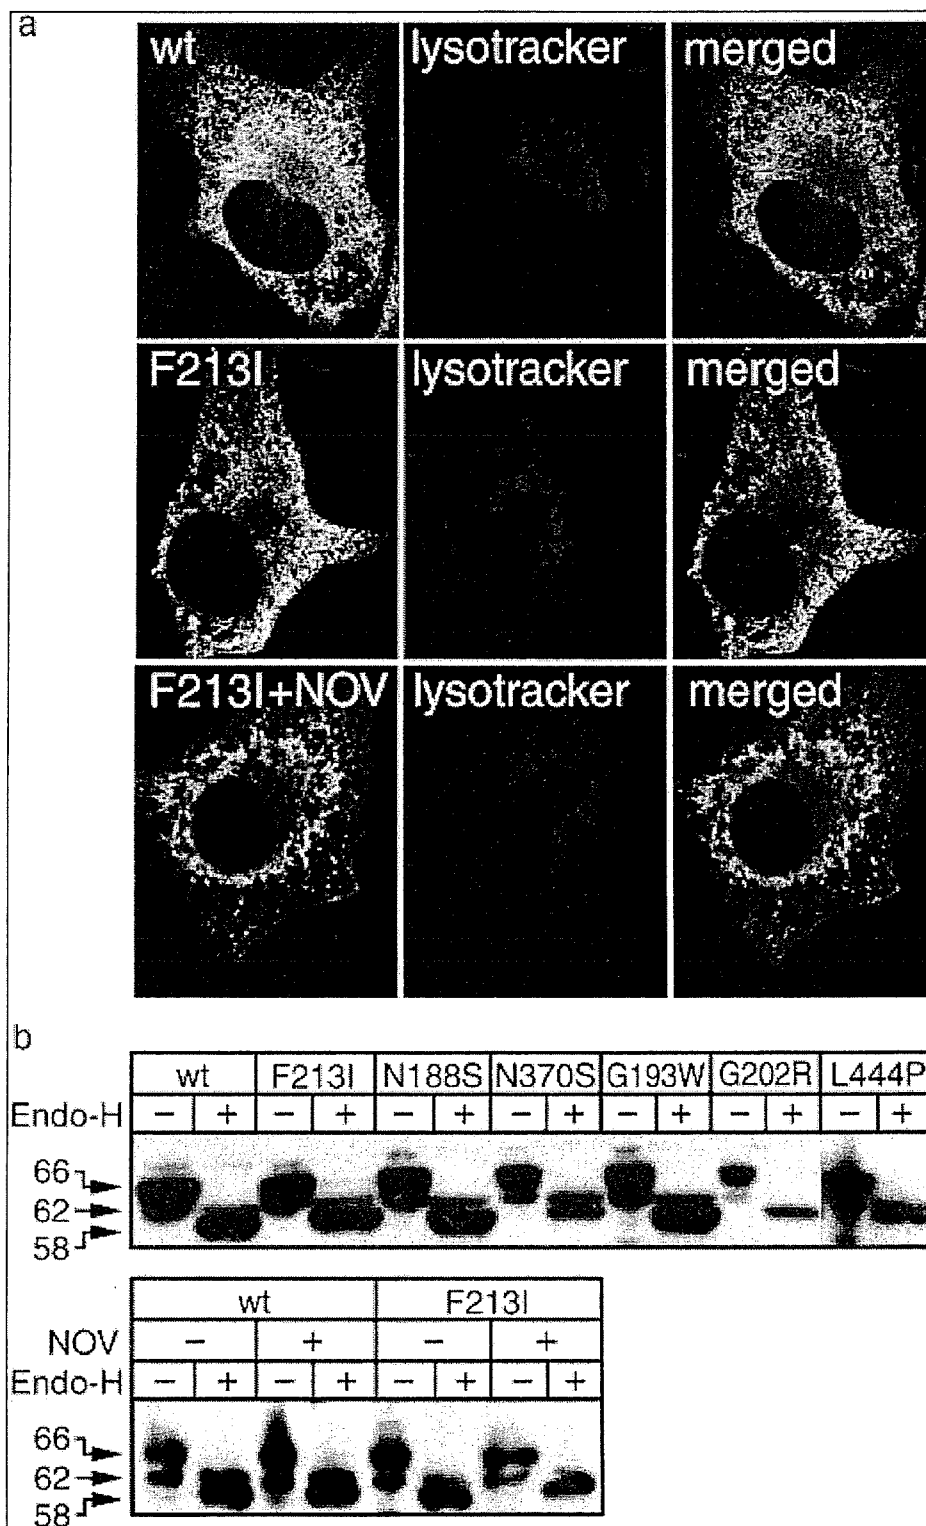 a
wt lysotracker merged
F213I lysotracker merged
F213I+NOV lysotracker merged
b
wt F213I N188S N370S G193W G202R L444P
Endo-H − + − + − + − + − + − + − +
66
62
58
wt F213I
NOV − + − +
Endo-H − + − + − + − +
66
62
58